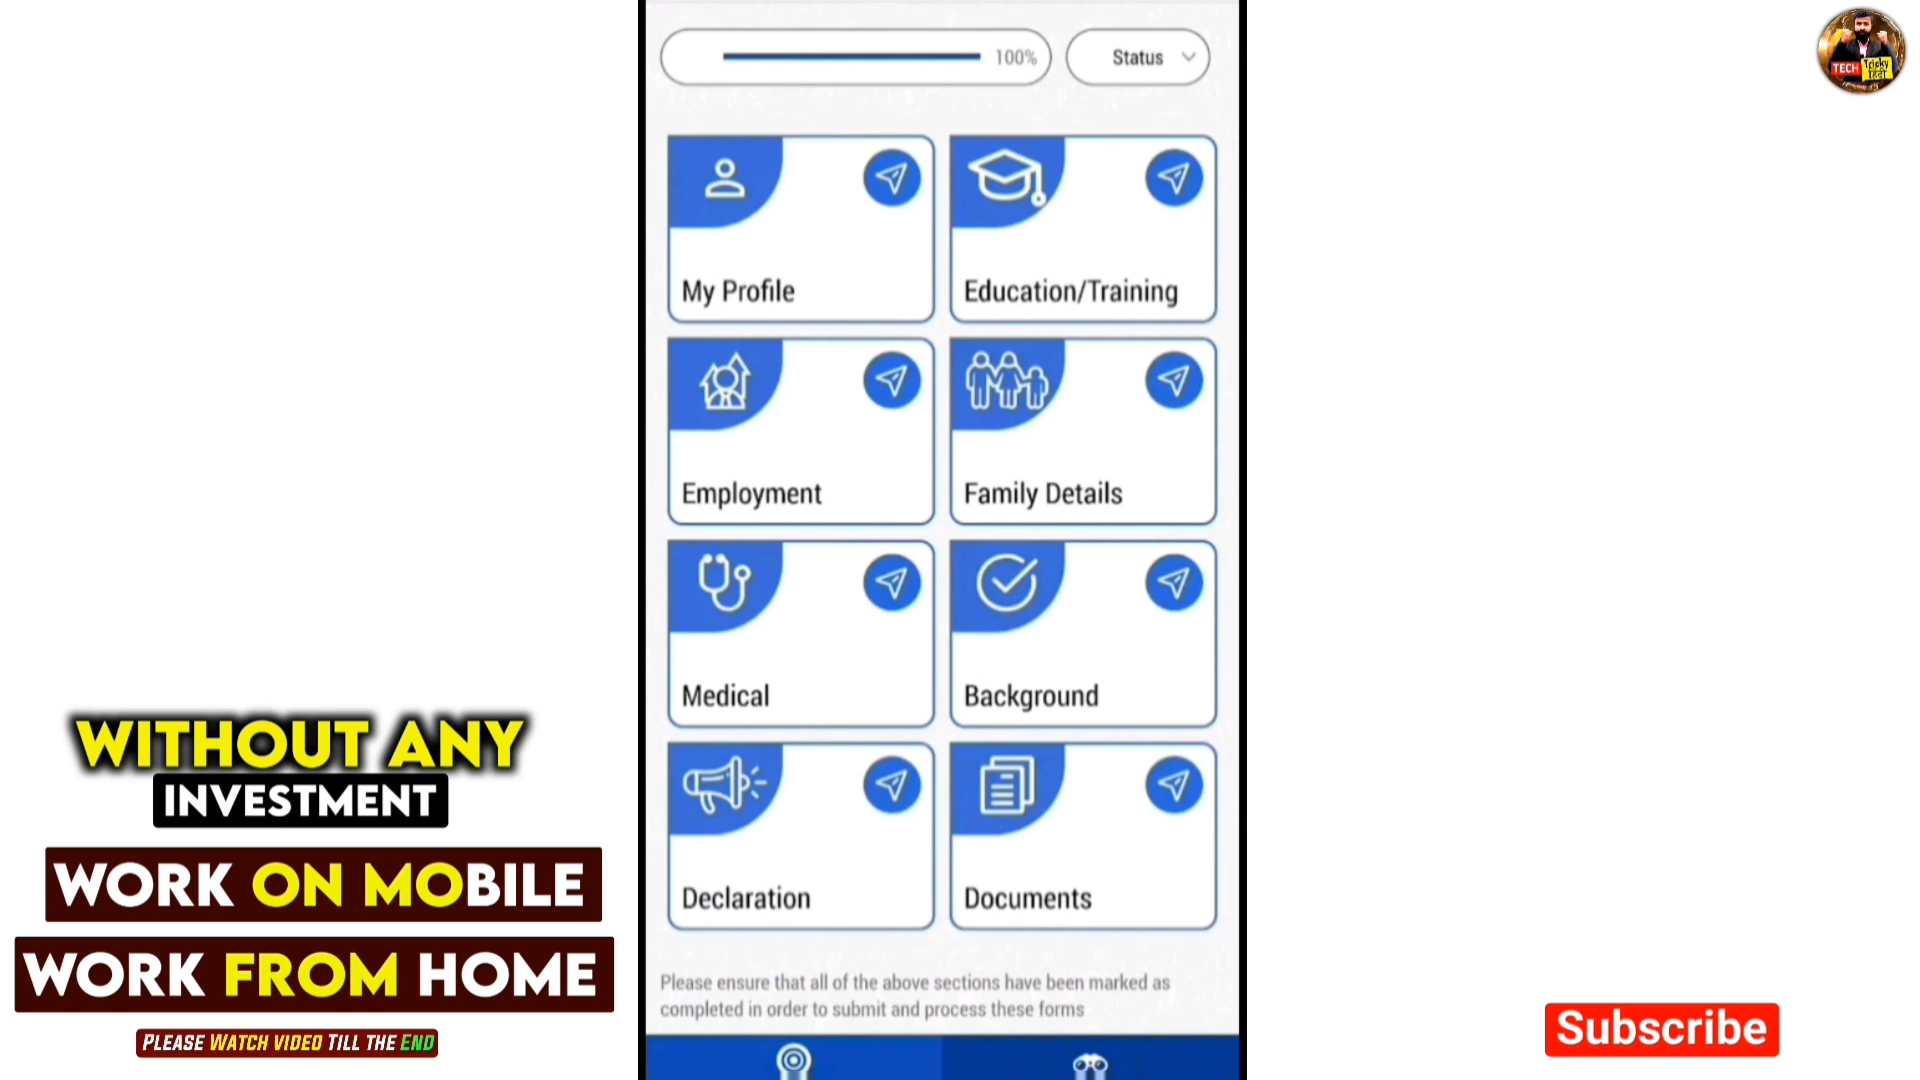 100%
Status
TECH Tricky
हिंदी
My Profile
Education/Training
Employment
Family Details
Medical
Background
Declaration
Documents
Please ensure that all of the above sections have been marked as
completed in order to submit and process these forms
WITHOUT ANY
INVESTMENT
WORK ON MOBILE
WORK FROM HOME
PLEASE WATCH VIDEO TILL THE END
Subscribe